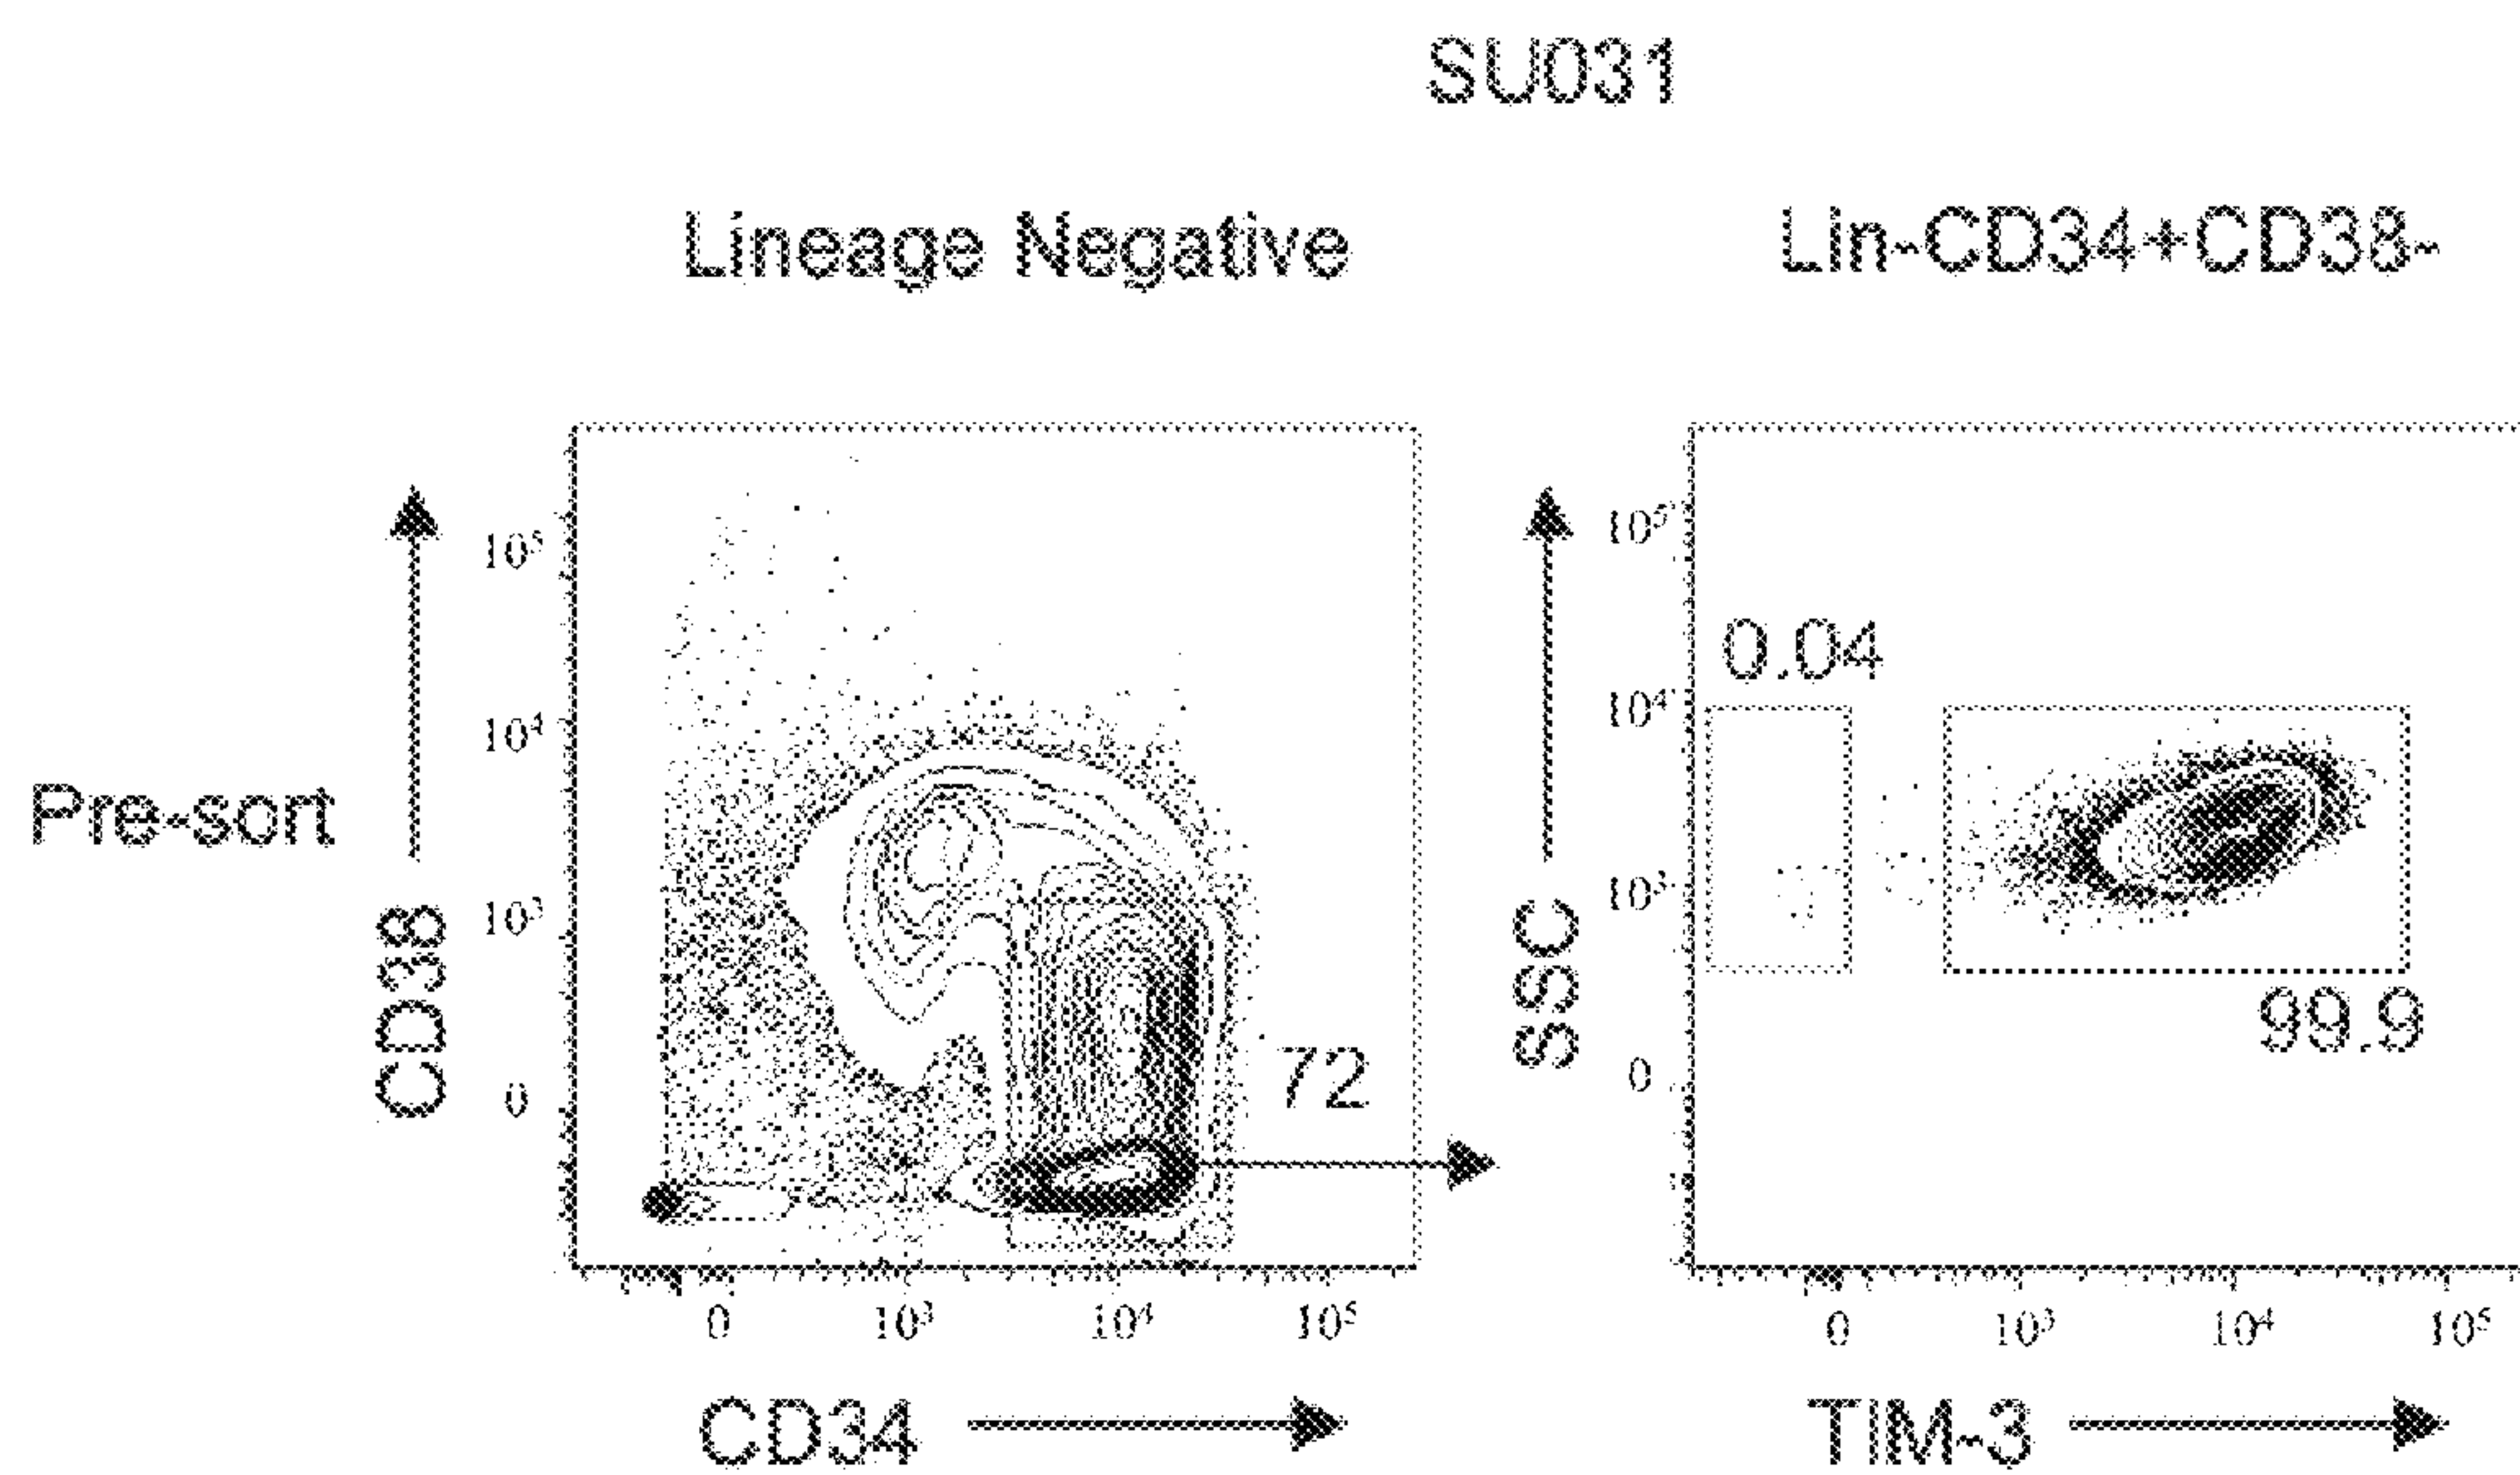 SU031
Lineage Negative
Lin-CD34+CD38-
Pre-sort
CD38
10⁵
10⁴
10³
0
72
0 10³ 10⁴ 10⁵
CD34
SSC
10⁵
10⁴
10³
0
0.04
99.9
0 10³ 10⁴ 10⁵
TIM-3